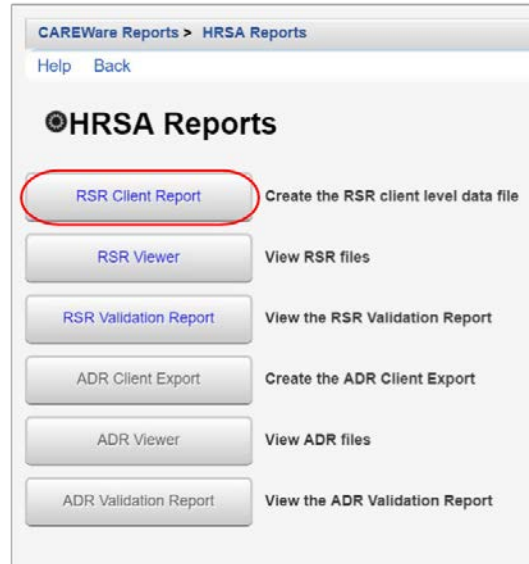 CAREWare Reports > HRSA Reports
Help Back
HRSA Reports
RSR Client Report Create the RSR client level data file
RSR Viewer View RSR files
RSR Validation Report View the RSR Validation Report
ADR Client Export Create the ADR Client Export
ADR Viewer View ADR files
ADR Validation Report View the ADR Validation Report